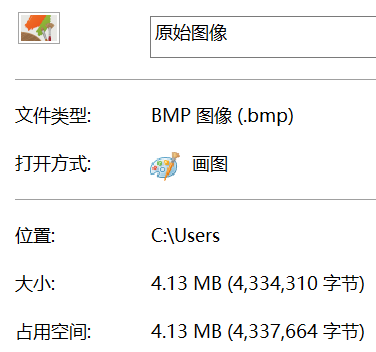 原始图像
文件类型: BMP 图像 (.bmp)
打开方式: 画图
位置: C:\Users
大小: 4.13 MB (4,334,310 字节)
占用空间: 4.13 MB (4,337,664 字节)